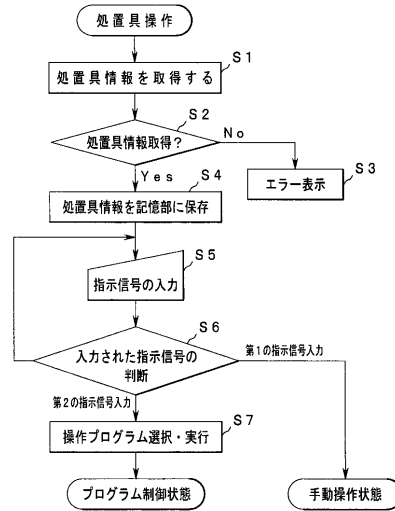 処置具操作
S1
処置具情報を取得する
S2
処置具情報取得？
No
Yes
S3
エラー表示
S4
処置具情報を記憶部に保存
S5
指示信号の入力
S6
入力された指示信号の
判断
第1の指示信号入力
第2の指示信号入力
S7
操作プログラム選択・実行
プログラム制御状態
手動操作状態